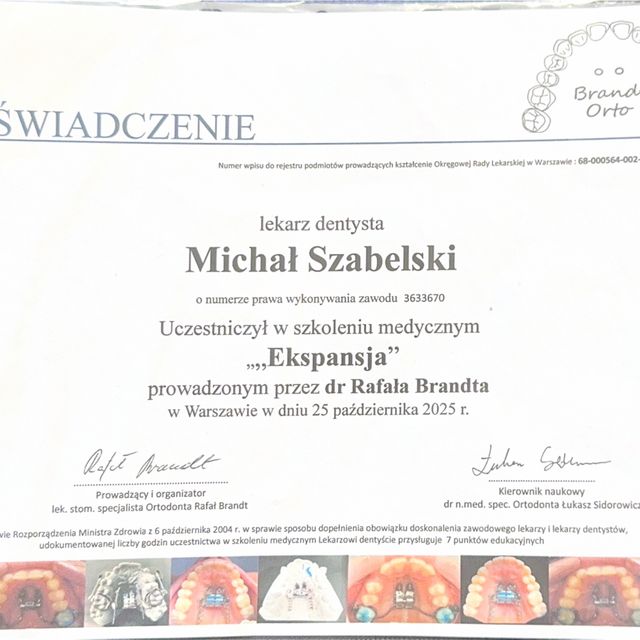 Brand
Orto
ŚWIADCZENIE
Numer wpisu do rejestru podmiotów prowadzących kształcenie Okręgowej Rady Lekarskiej w Warszawie : 68-000564-002-
lekarz dentysta
Michał Szabelski
o numerze prawa wykonywania zawodu 3633670
Uczestniczył w szkoleniu medycznym
„„Ekspansja”
prowadzonym przez dr Rafała Brandta
w Warszawie w dniu 25 października 2025 r.
Rafał Brandt
Prowadzący i organizator
lek. stom. specjalista Ortodonta Rafał Brandt
Kierownik naukowy
dr n.med. spec. Ortodonta Łukasz Sidorowicz
wie Rozporządzenia Ministra Zdrowia z 6 października 2004 r. w sprawie sposobu dopełnienia obowiązku doskonalenia zawodowego lekarzy i lekarzy dentystów,
udokumentowanej liczby godzin uczestnictwa w szkoleniu medycznym Lekarzowi dentyście przysługuje 7 punktów edukacyjnych